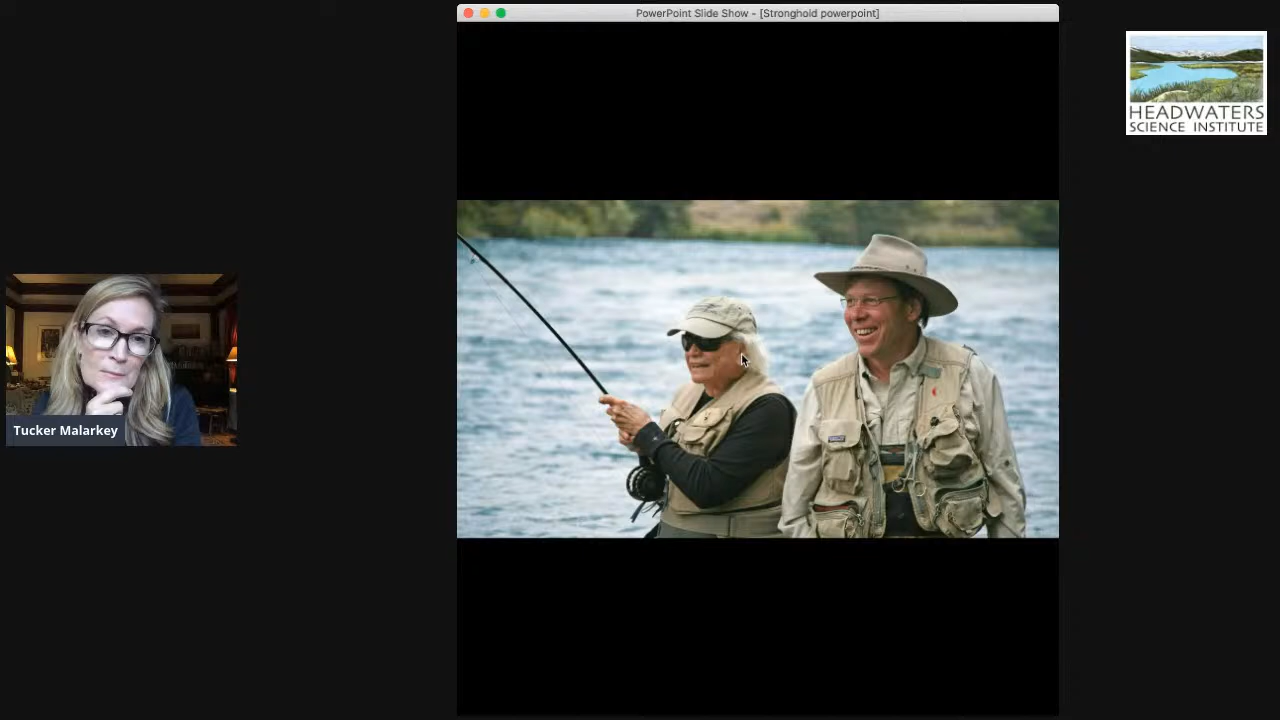 PowerPoint Slide Show - [Stronghold powerpoint]
HEADWATERS
SCIENCE INSTITUTE
Tucker Malarkey